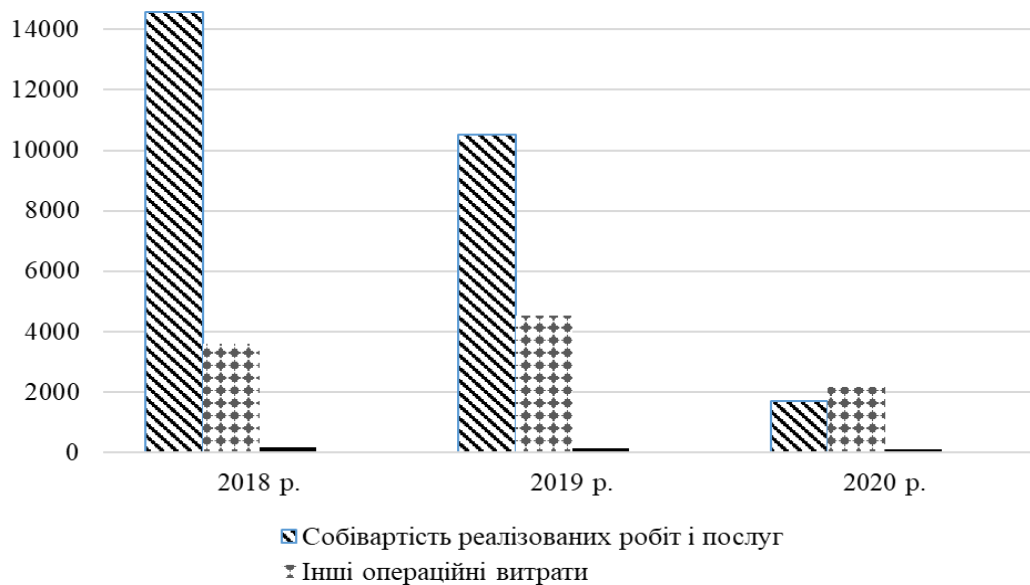 14000
12000
10000
8000
6000
4000
2000
0
2018 р.
2019 р.
2020 р.
Собівартість реалізованих робіт і послуг
Інші операційні витрати